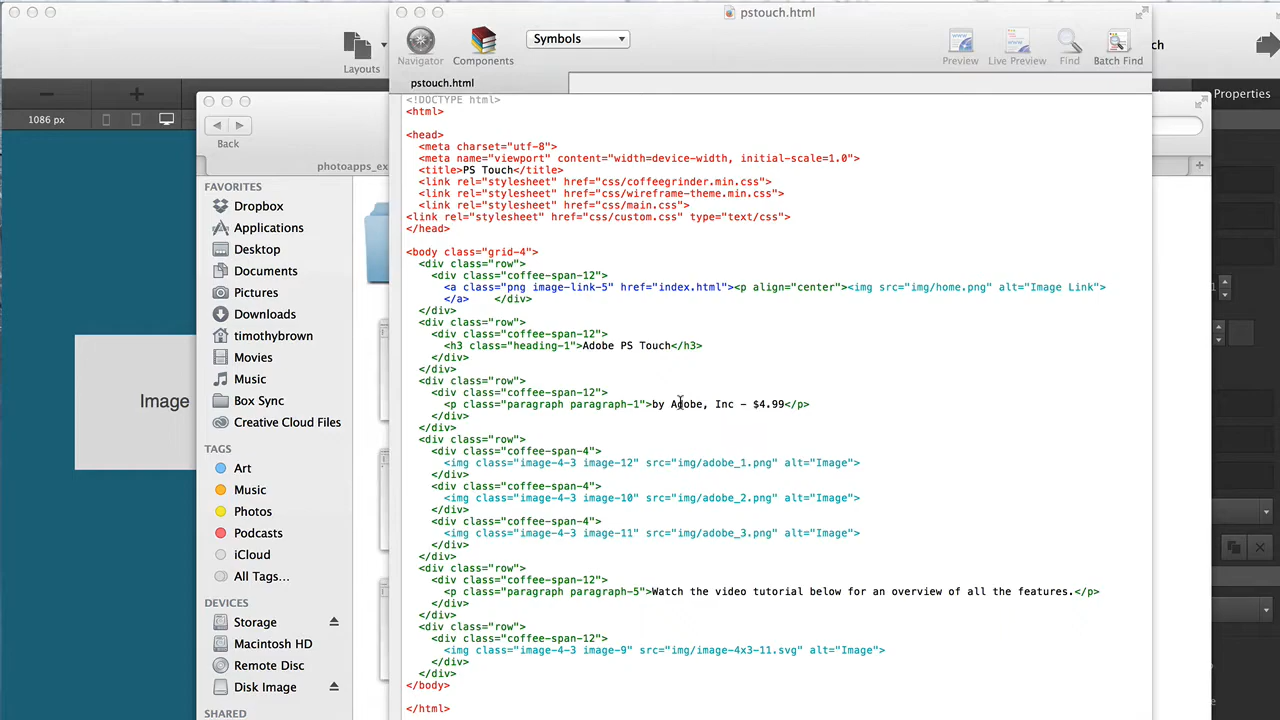 pstouch.html
Layouts
Navigator
Components
Symbols
Preview
Live Preview
Find
Batch Find
pstouch.html
Properties
1086 px
Back
photoapps_ex
FAVORITES
Dropbox
Applications
Desktop
Documents
Pictures
Downloads
timothybrown
Movies
Music
Box Sync
Creative Cloud Files
TAGS
Art
Music
Photos
Podcasts
iCloud
All Tags...
DEVICES
Storage
Macintosh HD
Remote Disc
Disk Image
SHARED
Image
<!DOCTYPE html>
<html>
<head>
<meta charset="utf-8">
<meta name="viewport" content="width=device-width, initial-scale=1.0">
<title>PS Touch</title>
<link rel="stylesheet" href="css/coffeegrinder.min.css">
<link rel="stylesheet" href="css/wireframe-theme.min.css">
<link rel="stylesheet" href="css/main.css">
<link rel="stylesheet" href="css/custom.css" type="text/css">
</head>
<body class="grid-4">
<div class="row">
<div class="coffee-span-12">
<a class="png image-link-5" href="index.html"><p align="center"><img src="img/home.png" alt="Image Link">
</a>    </div>
</div>
<div class="row">
<div class="coffee-span-12">
<h3 class="heading-1">Adobe PS Touch</h3>
</div>
</div>
<div class="row">
<div class="coffee-span-12">
<p class="paragraph paragraph-1">by Adobe, Inc - $4.99</p>
</div>
</div>
<div class="row">
<div class="coffee-span-4">
<img class="image-4-3 image-12" src="img/adobe_1.png" alt="Image">
</div>
<div class="coffee-span-4">
<img class="image-4-3 image-10" src="img/adobe_2.png" alt="Image">
</div>
<div class="coffee-span-4">
<img class="image-4-3 image-11" src="img/adobe_3.png" alt="Image">
</div>
</div>
<div class="row">
<div class="coffee-span-12">
<p class="paragraph paragraph-5">Watch the video tutorial below for an overview of all the features.</p>
</div>
</div>
<div class="row">
<div class="coffee-span-12">
<img class="image-4-3 image-9" src="img/image-4x3-11.svg" alt="Image">
</div>
</div>
</body>
</html>